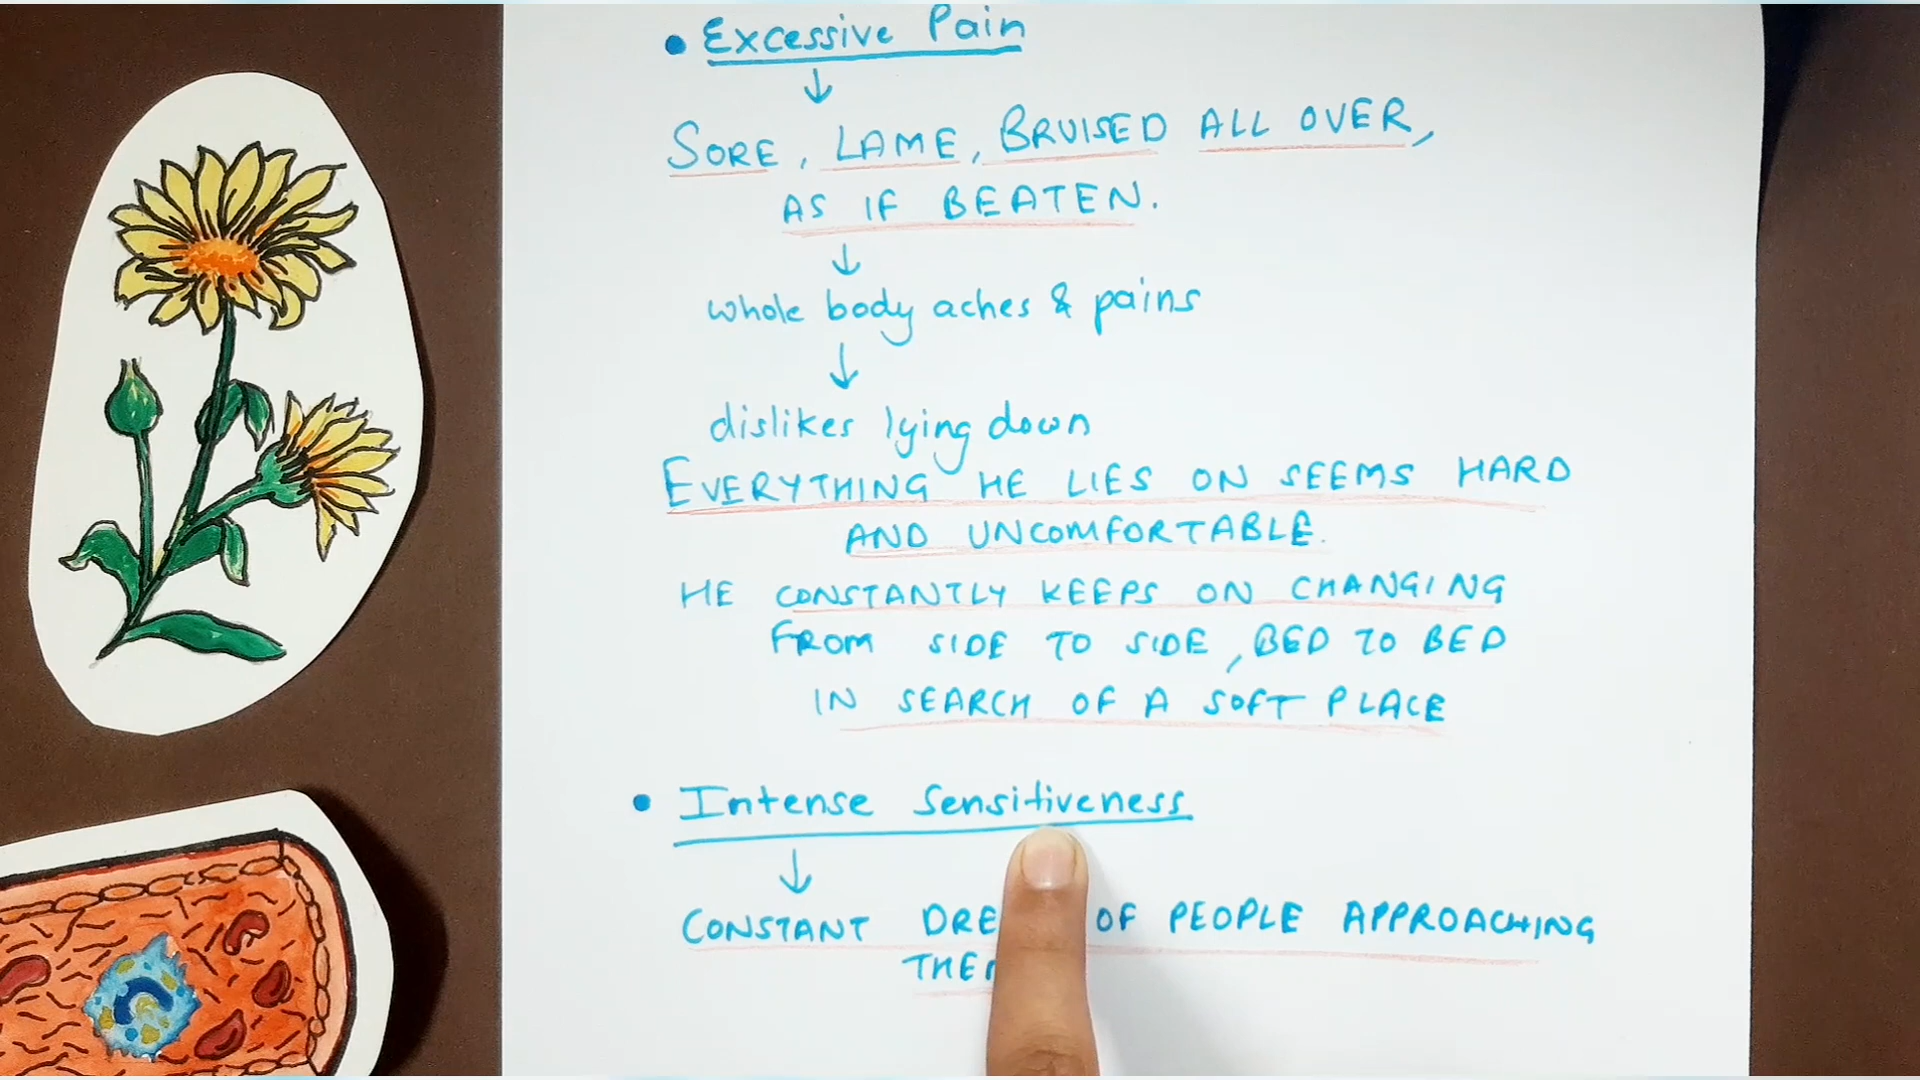 • Excessive Pain
↓
SORE, LAME, BRUISED ALL OVER,
AS IF BEATEN.
↓
whole body aches & pains
↓
dislikes lying down
EVERYTHING HE LIES ON SEEMS HARD
AND UNCOMFORTABLE.
HE CONSTANTLY KEEPS ON CHANGING
FROM SIDE TO SIDE, BED TO BED
IN SEARCH OF A SOFT PLACE
• Intense Sensitiveness
↓
CONSTANT OF PEOPLE APPROACHING